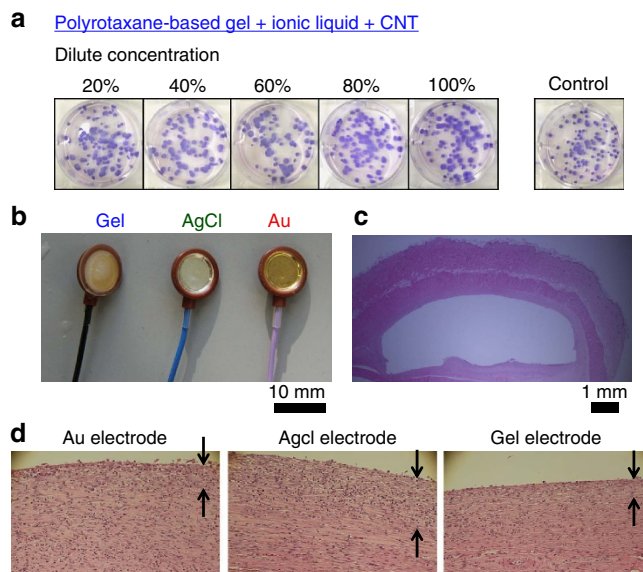 a
Polyrotaxane-based gel + ionic liquid + CNT
Dilute concentration
20% 40% 60% 80% 100% Control
b
Gel AgCl Au
10 mm
c
1 mm
d
Au electrode Agcl electrode Gel electrode